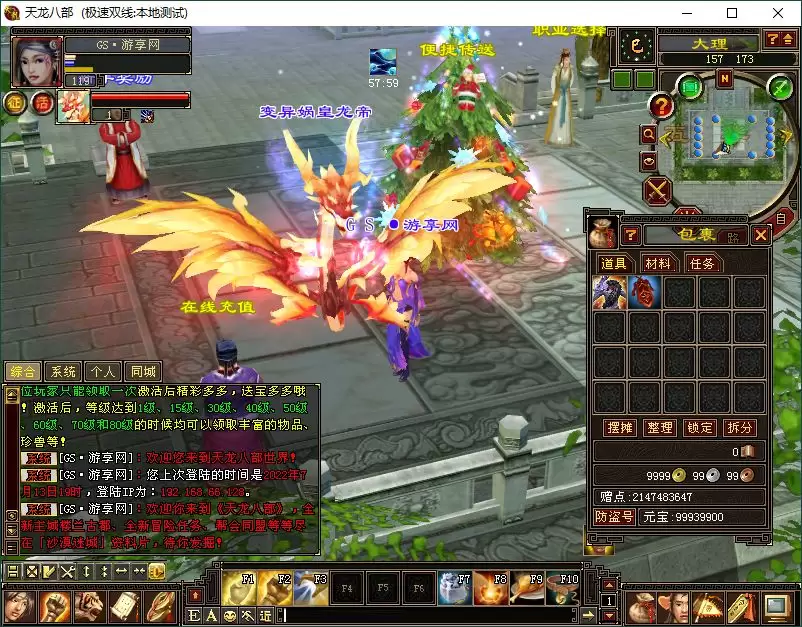 天龙八部 (极速双线:本地测试)
GS·游享网
119
1
征
活
57:59
便捷传送
职业选择
变异娲皇龙帝
GS
游享网
在线充值
大理
157 173
N
Z
自
包裹
道具 材料 任务
摆摊 整理 锁定 拆分
0
9999 99 99
赠点:2147483647
防盗号 元宝:99939900
综合 系统 个人 同城
位玩家只能领取一次激活后精彩多多，送宝多多哦
！激活后，等级达到1级、15级、30级、40级、50级
、60级、70级和80级的时候均可以领取丰富的物品、
珍兽等！
系统 [GS·游享网]:欢迎您来到天龙八部世界！
系统 [GS·游享网]:您上次登陆的时间是2022年7
月13日19时，登陆IP为：192.168.66.128。
系统 [GS·游享网]:欢迎你来到《天龙八部》，全
新主城楼兰古都、全新冒险任务、帮会同盟等等尽
在「沙漠迷城」资料片，待你发掘！
F1 F2 F3 F4 F5 F6 F7 F8 F9 F10
E A 近
1